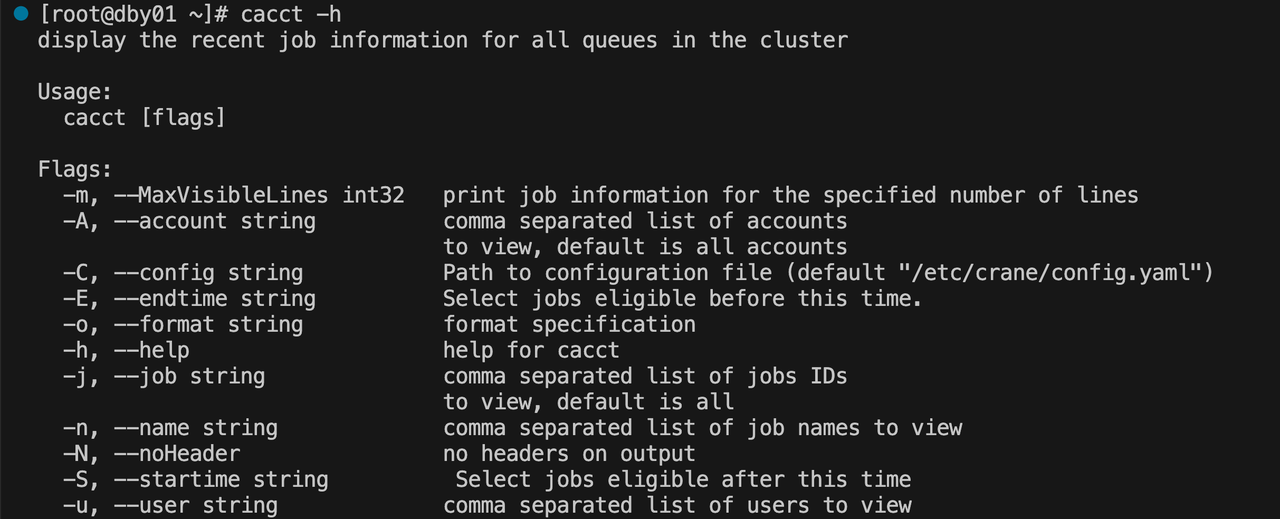 [root@dby01 ~]# cacct -h
display the recent job information for all queues in the cluster
Usage:
cacct [flags]
Flags:
-m, --MaxVisibleLines int32 print job information for the specified number of lines
-A, --account string comma separated list of accounts
to view, default is all accounts
-C, --config string Path to configuration file (default "/etc/crane/config.yaml")
-E, --endtime string Select jobs eligible before this time.
-o, --format string format specification
-h, --help help for cacct
-j, --job string comma separated list of jobs IDs
to view, default is all
-n, --name string comma separated list of job names to view
-N, --noHeader no headers on output
-S, --startime string Select jobs eligible after this time
-u, --user string comma separated list of users to view